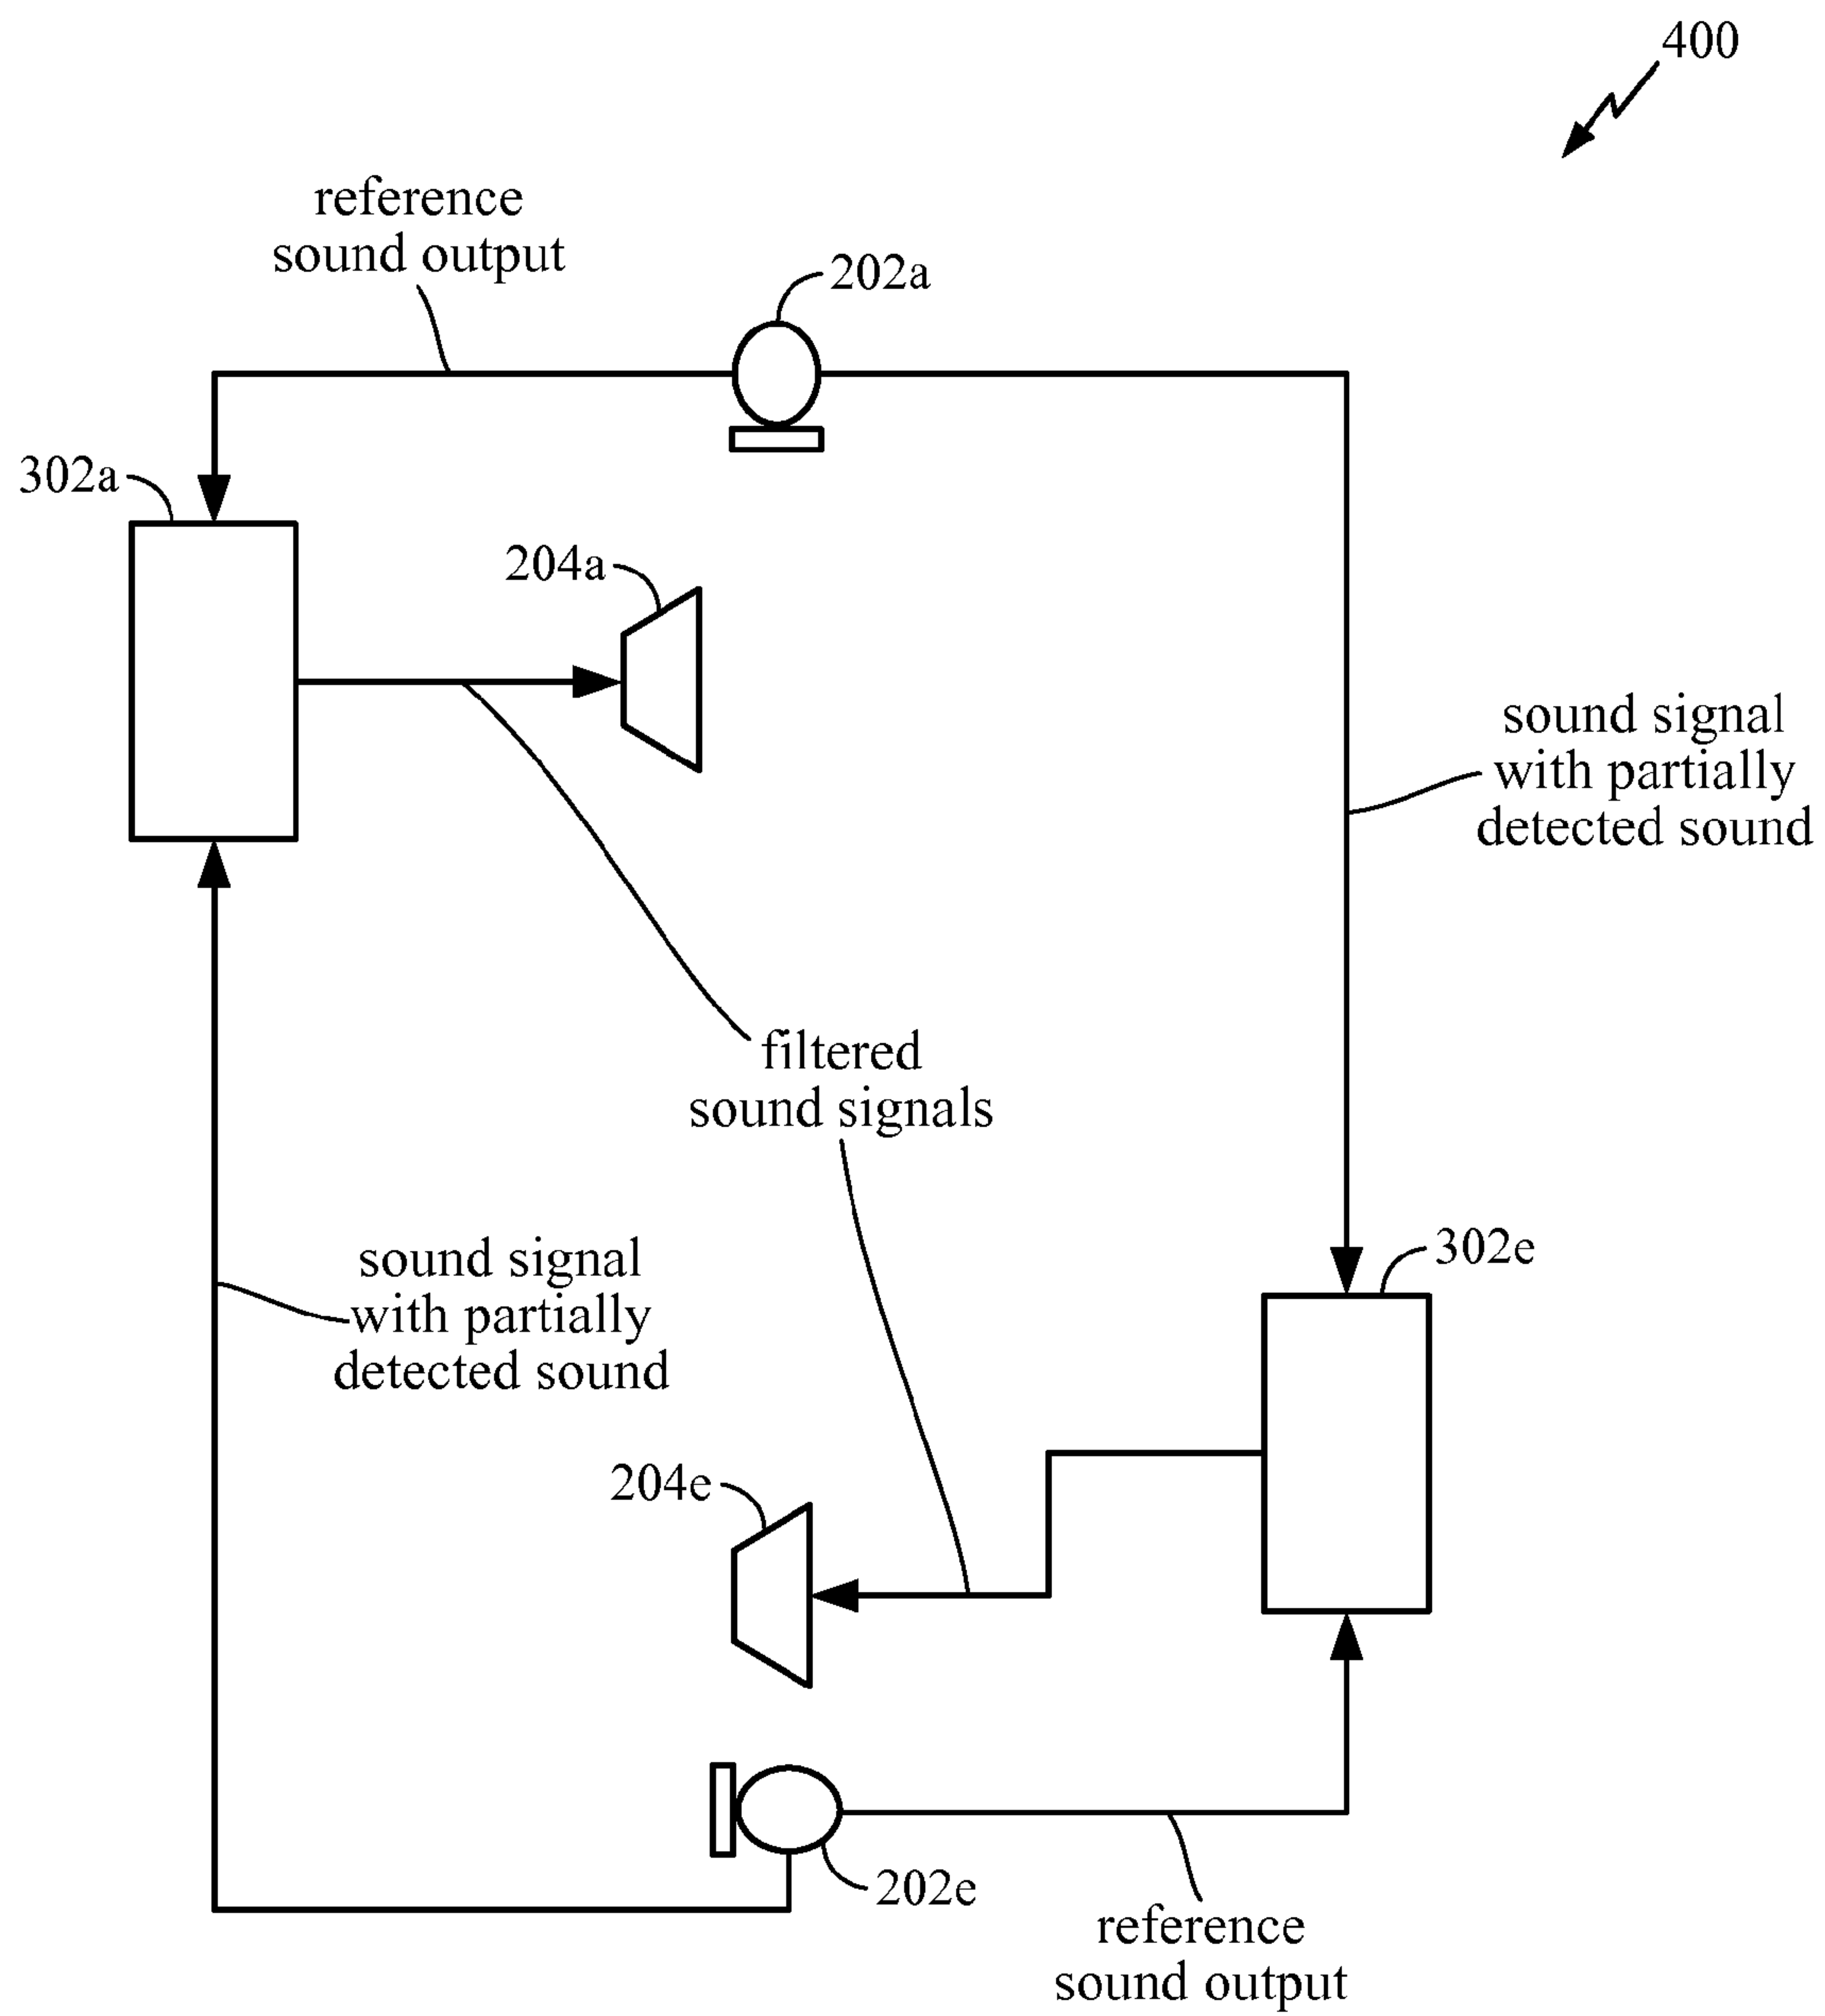 400
reference
sound output
202a
302a
204a
sound signal
with partially
detected sound
filtered
sound signals
302e
sound signal
with partially
detected sound
204e
202e
reference
sound output